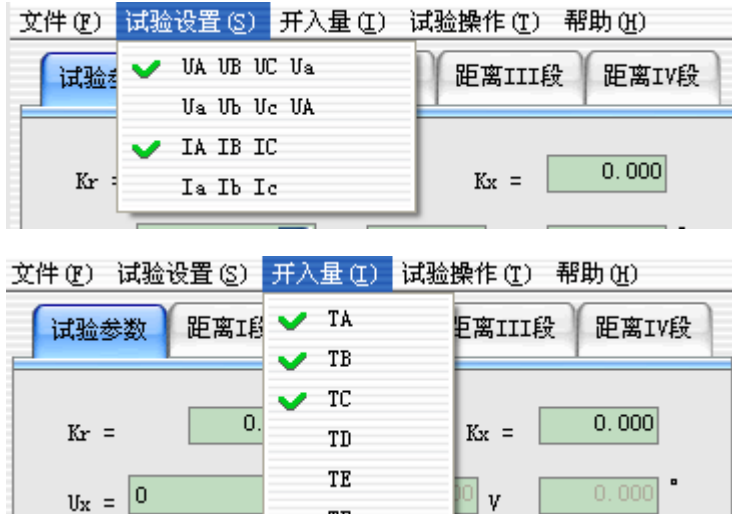 文件(F) 试验设置(S) 开入量(I) 试验操作(T) 帮助(H)
试验 UA UB UC Ua 距离III段 距离IV段
Ua Ub Uc UA
IA IB IC
Kr = Kx = 0.000
Ia Ib Ic
文件(F) 试验设置(S) 开入量(I) 试验操作(T) 帮助(H)
试验参数 距离I段 TA 距离III段 距离IV段
TB
TC
Kr = 0. Kx = 0.000
TD
TE
Ux = 0 V 0.000 °